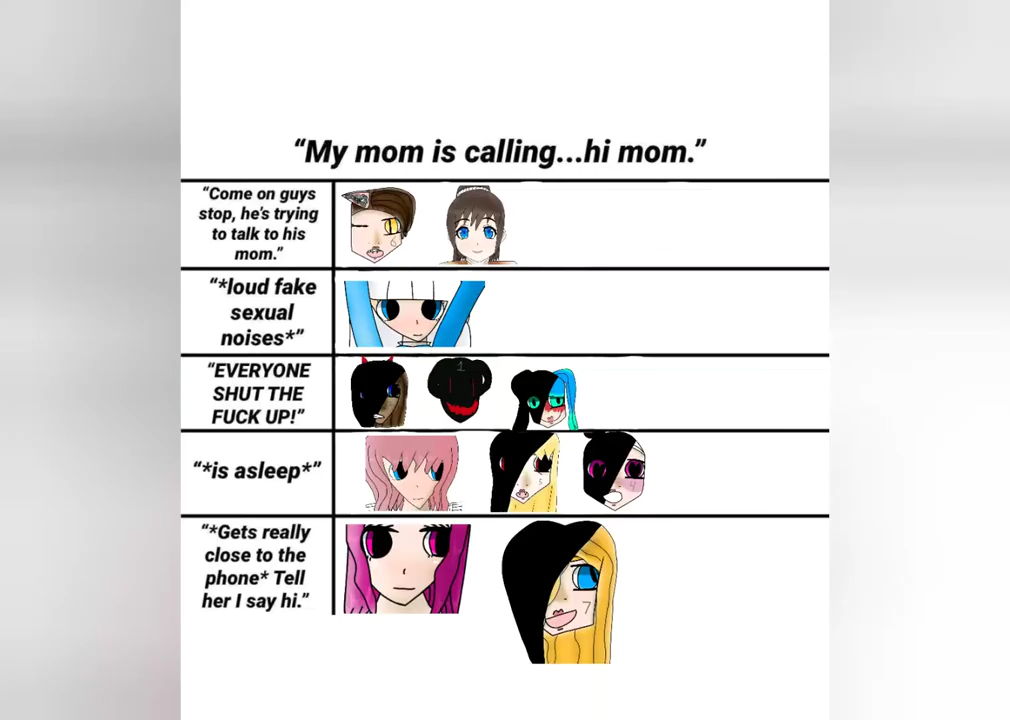 “My mom is calling...hi mom.”
“Come on guys
stop, he's trying
to talk to his
mom.”
“*loud fake
sexual
noises*”
“EVERYONE
SHUT THE
FUCK UP!”
1
“*is asleep*”
“*Gets really
close to the
phone* Tell
her I say hi.”
7